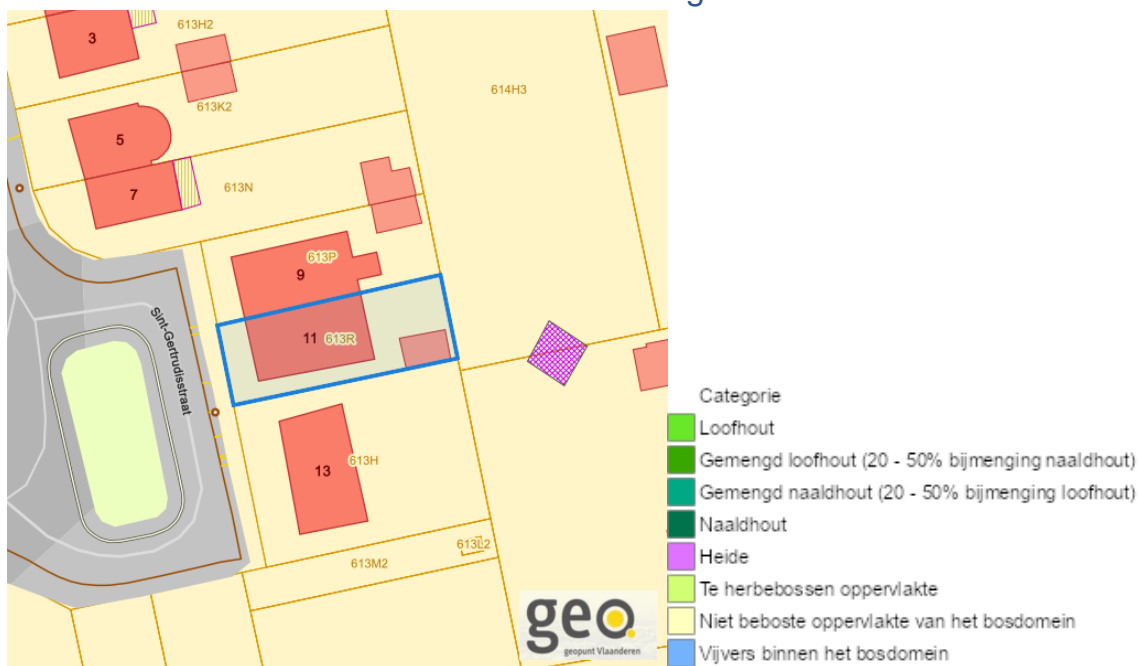 613H2
3
614H3
613K2
5
7
613N
9
613P
11
613R
Sint-Gertrudisstraat
13
613H
613L2
613M2
geo
geopunt Vlaanderen
Categorie
Loofhout
Gemengd loofhout (20 - 50% bijmenging naaldhout)
Gemengd naaldhout (20 - 50% bijmenging loofhout)
Naaldhout
Heide
Te herbebossen oppervlakte
Niet beboste oppervlakte van het bosdomein
Vijvers binnen het bosdomein